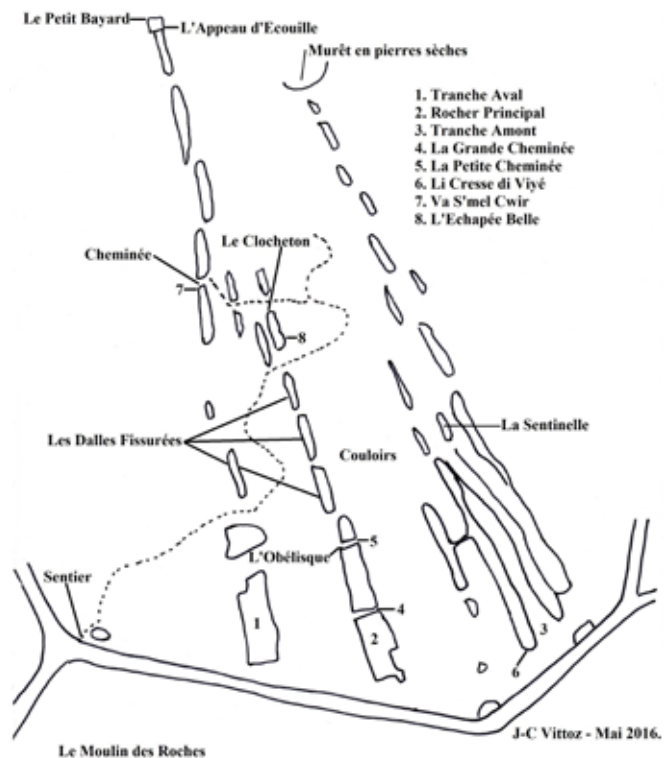 Le Petit Bayard
L'Appeau d'Ecouille
Murêt en pierres sèches
1. Tranche Aval
2. Rocher Principal
3. Tranche Amont
4. La Grande Cheminée
5. La Petite Cheminée
6. Li Cresse di Viyé
7. Va S'mel Cwir
8. L'Echapée Belle
Le Clocheton
Cheminée
7
8
La Sentinelle
Les Dalles Fissurées
Couloirs
5
L'Obélisque
Sentier
4
1
2
3
6
J-C Vittoz - Mai 2016.
Le Moulin des Roches